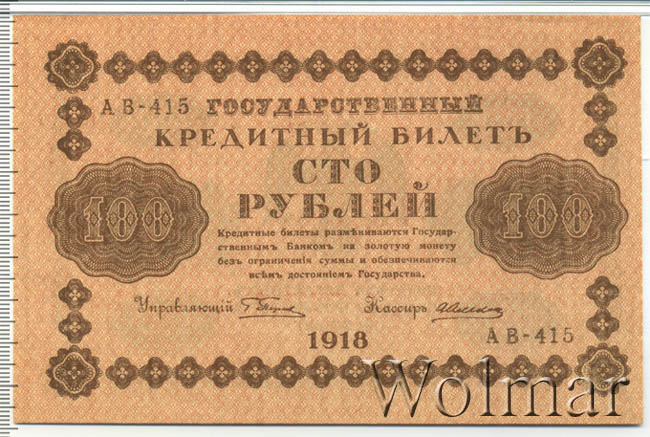 АВ-415 ГОСУДАРСТВЕННЫЙ
КРЕДИТНЫЙ БИЛЕТЪ
СТО
РУБЛЕЙ
100 100
Кредитные билеты размѣниваются Государ-
ственнымъ Банкомъ на золотую монету
безъ ограниченія суммы и обезпечиваются
всѣмъ достояніемъ Государства.
Управляющій Кассиръ
1918
АВ-415
Wolmar